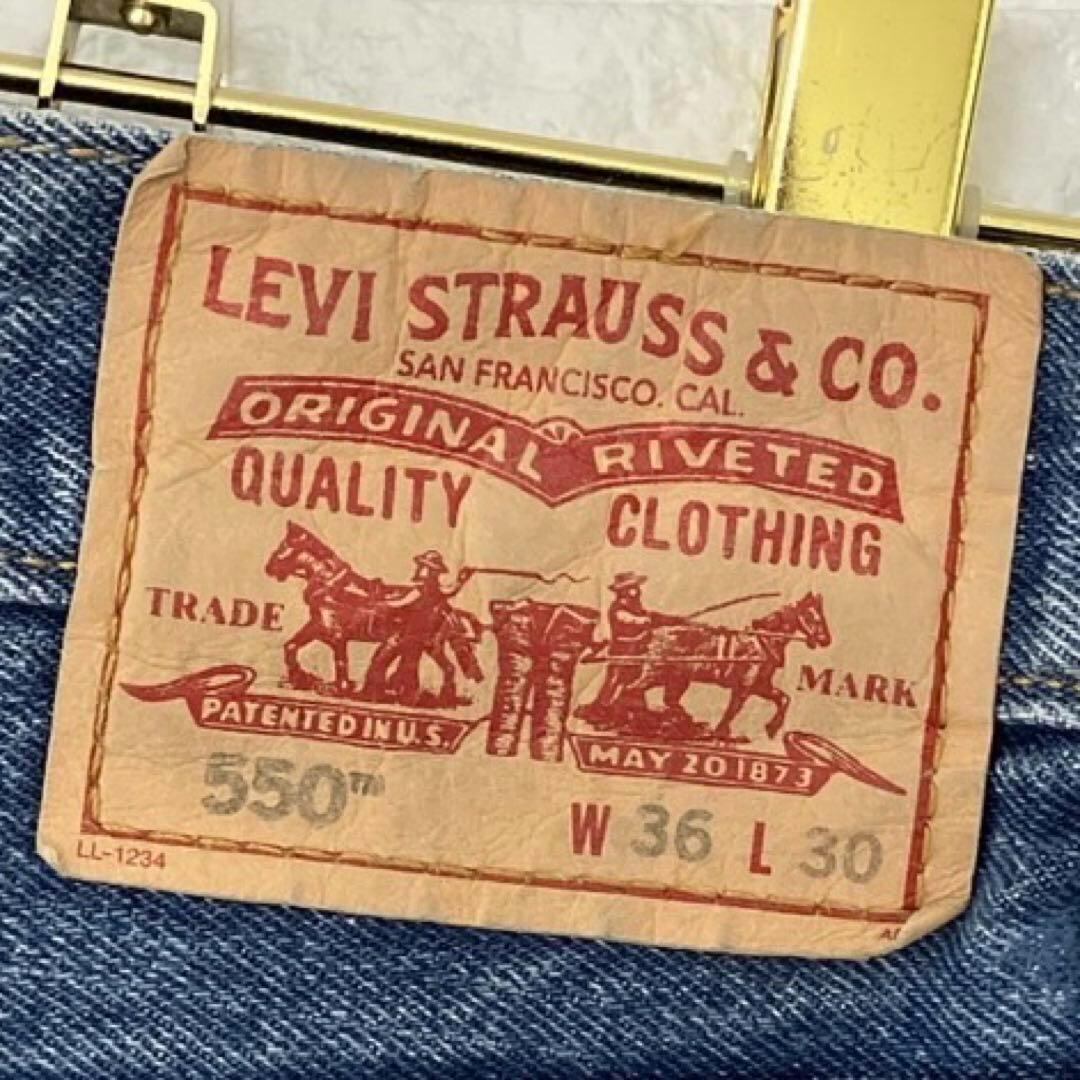 LEVI STRAUSS & CO.
SAN FRANCISCO. CAL.
ORIGINAL RIVETED
QUALITY CLOTHING
TRADE MARK
PATENTED IN U.S. MAY 20 1873
550™
W 36 L 30
LL-1234